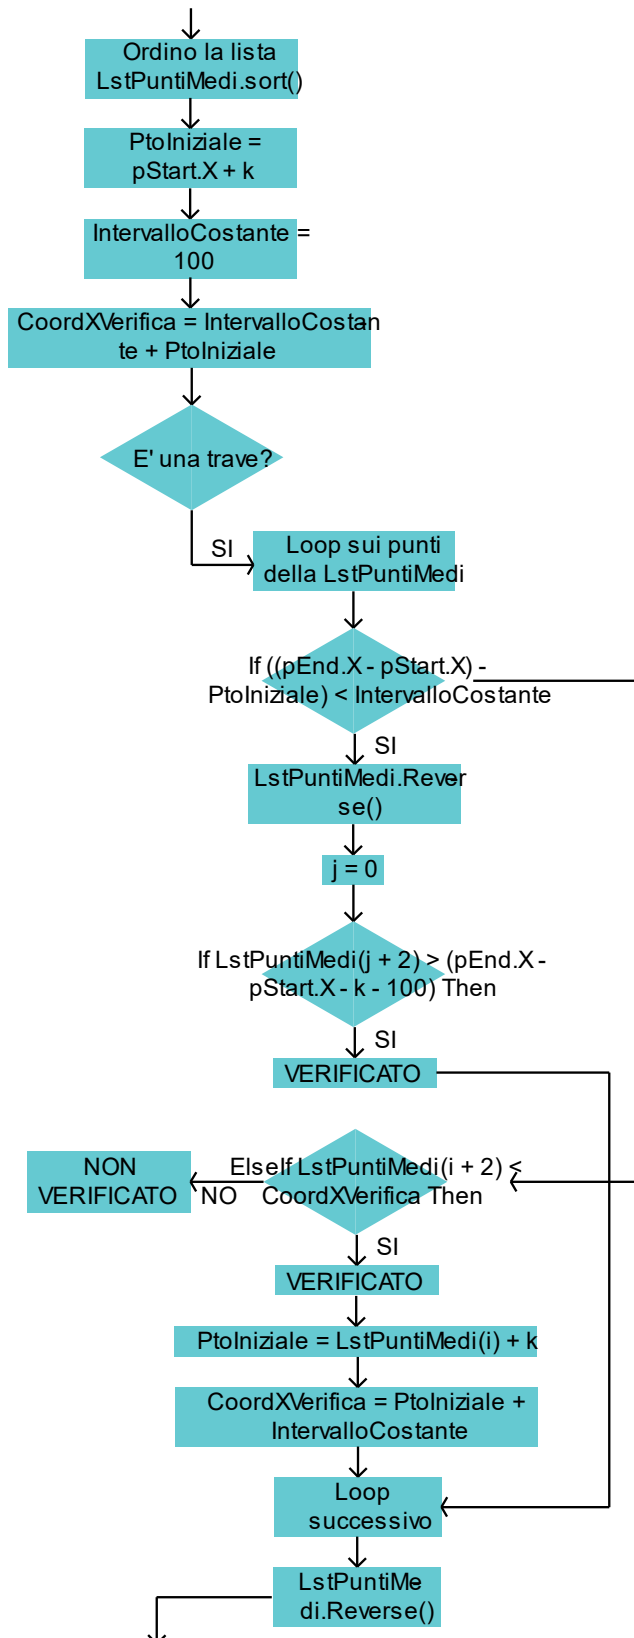 Ordino la lista
LstPuntiMedi.sort()
PtoIniziale =
pStart.X + k
IntervalloCostante =
100
CoordXVerifica = IntervalloCostan
te + PtoIniziale
E' una trave?
SI
Loop sui punti
della LstPuntiMedi
If ((pEnd.X - pStart.X) -
PtoIniziale) < IntervalloCostante
SI
LstPuntiMedi.Rever
se()
j = 0
If LstPuntiMedi(j + 2) > (pEnd.X -
pStart.X - k - 100) Then
SI
VERIFICATO
ElseIf LstPuntiMedi(i + 2) <
CoordXVerifica Then
NON
VERIFICATO
NO
SI
VERIFICATO
PtoIniziale = LstPuntiMedi(i) + k
CoordXVerifica = PtoIniziale +
IntervalloCostante
Loop
successivo
LstPuntiMe
di.Reverse()